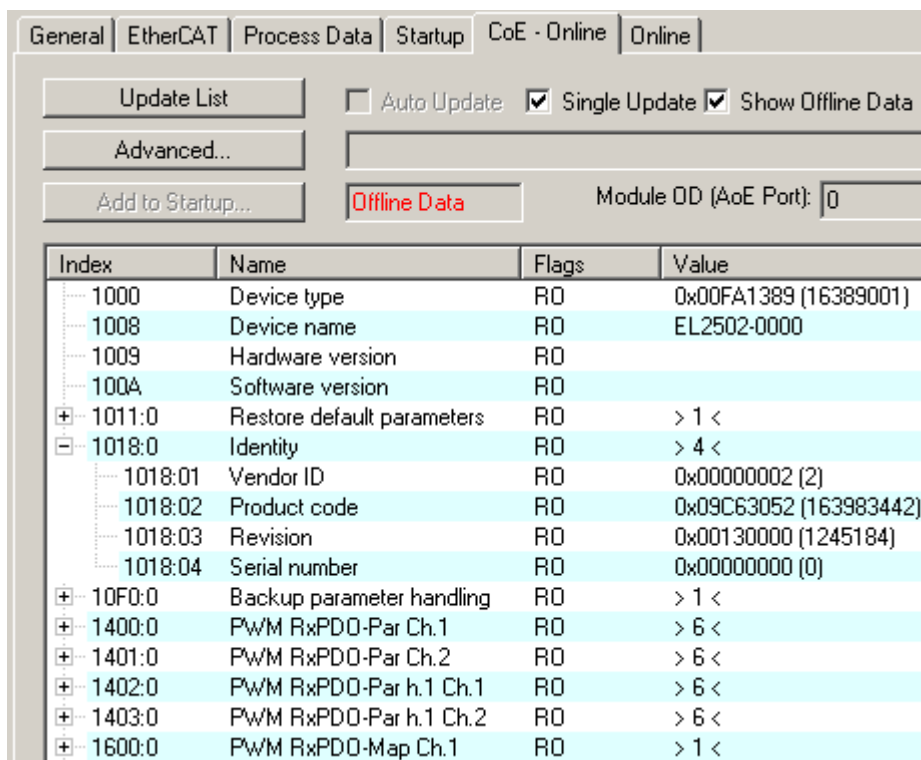 General EtherCAT Process Data Startup CoE - Online Online
Update List Auto Update Single Update Show Offline Data
Advanced...
Add to Startup... Offline Data Module OD (AoE Port): 0
Index Name Flags Value
1000 Device type RO 0x00FA1389 (16389001)
1008 Device name RO EL2502-0000
1009 Hardware version RO
100A Software version RO
1011:0 Restore default parameters RO > 1 <
1018:0 Identity RO > 4 <
1018:01 Vendor ID RO 0x00000002 (2)
1018:02 Product code RO 0x09C63052 (163983442)
1018:03 Revision RO 0x00130000 (1245184)
1018:04 Serial number RO 0x00000000 (0)
10F0:0 Backup parameter handling RO > 1 <
1400:0 PWM RxPDO-Par Ch.1 RO > 6 <
1401:0 PWM RxPDO-Par Ch.2 RO > 6 <
1402:0 PWM RxPDO-Par h.1 Ch.1 RO > 6 <
1403:0 PWM RxPDO-Par h.1 Ch.2 RO > 6 <
1600:0 PWM RxPDO-Map Ch.1 RO > 1 <